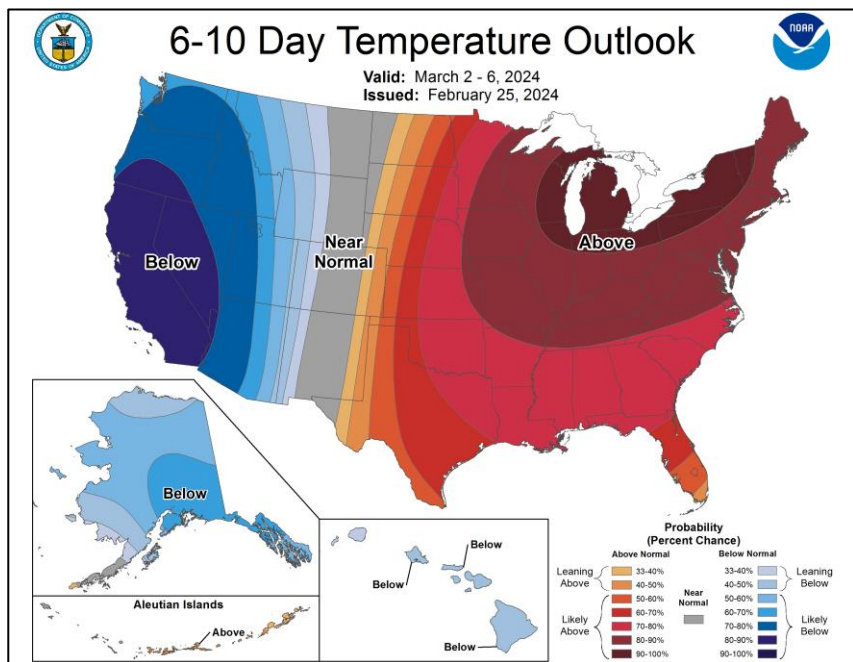 6-10 Day Temperature Outlook
Valid: March 2 - 6, 2024
Issued: February 25, 2024
NOAA
Below
Near
Normal
Above
Below
Aleutian Islands
Above
Below
Below
Below
Probability
(Percent Chance)
Above Normal Below Normal
Leaning
Above
33-40%
40-50%
Likely
Above
50-60%
60-70%
70-80%
80-90%
90-100%
Near
Normal
33-40%
40-50%
Leaning
Below
50-60%
60-70%
70-80%
80-90%
90-100%
Likely
Below